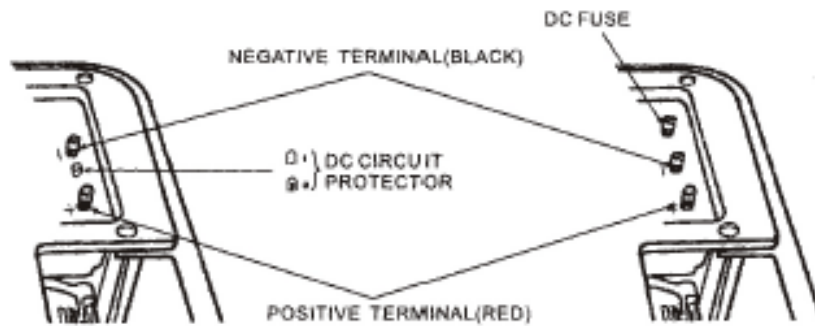 DC FUSE
NEGATIVE TERMINAL(BLACK)
DC CIRCUIT
PROTECTOR
POSITIVE TERMINAL(RED)